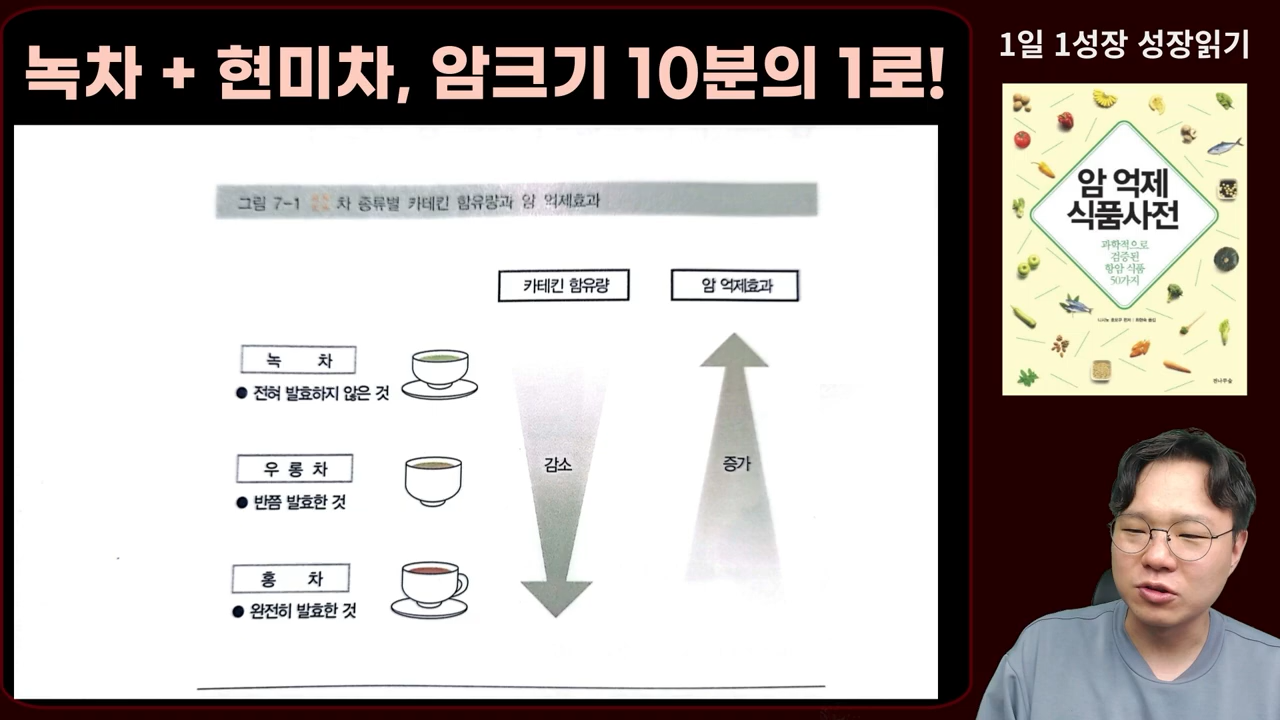 녹차 + 현미차, 암크기 10분의 1로!
1일 1성장 성장읽기
그림 7-1 차 종류별 카테킨 함유량과 암 억제효과
카테킨 함유량
암 억제효과
녹 차
● 전혀 발효하지 않은 것
우 롱 차
● 반쯤 발효한 것
홍 차
● 완전히 발효한 것
감소
증가
암 억제
식품사전
과학적으로
검증된
항암 식품
50가지